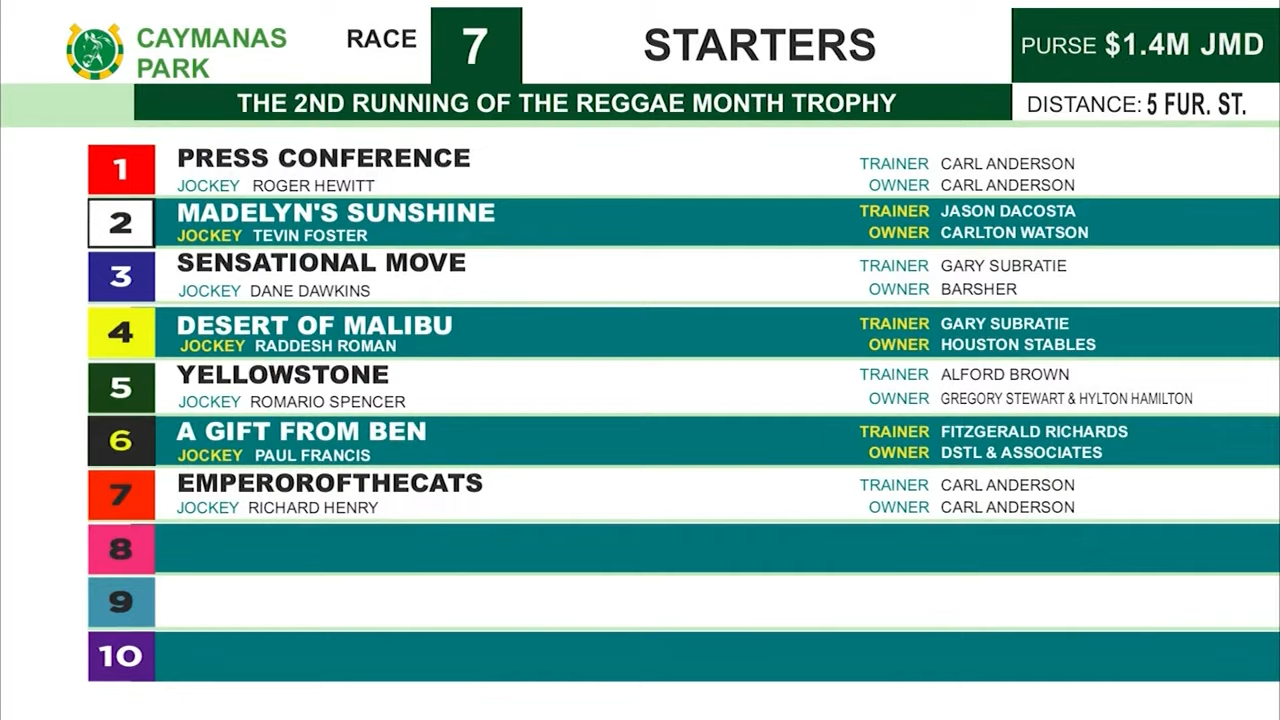 CAYMANAS
PARK
RACE 7 STARTERS PURSE $1.4M JMD
THE 2ND RUNNING OF THE REGGAE MONTH TROPHY DISTANCE: 5 FUR. ST.
1 PRESS CONFERENCE TRAINER CARL ANDERSON
JOCKEY ROGER HEWITT OWNER CARL ANDERSON
2 MADELYN'S SUNSHINE TRAINER JASON DACOSTA
JOCKEY TEVIN FOSTER OWNER CARLTON WATSON
3 SENSATIONAL MOVE TRAINER GARY SUBRATIE
JOCKEY DANE DAWKINS OWNER BARSHER
4 DESERT OF MALIBU TRAINER GARY SUBRATIE
JOCKEY RADDESH ROMAN OWNER HOUSTON STABLES
5 YELLOWSTONE TRAINER ALFORD BROWN
JOCKEY ROMARIO SPENCER OWNER GREGORY STEWART & HYLTON HAMILTON
6 A GIFT FROM BEN TRAINER FITZGERALD RICHARDS
JOCKEY PAUL FRANCIS OWNER DSTL & ASSOCIATES
7 EMPEROROFTHECATS TRAINER CARL ANDERSON
JOCKEY RICHARD HENRY OWNER CARL ANDERSON
8
9
10